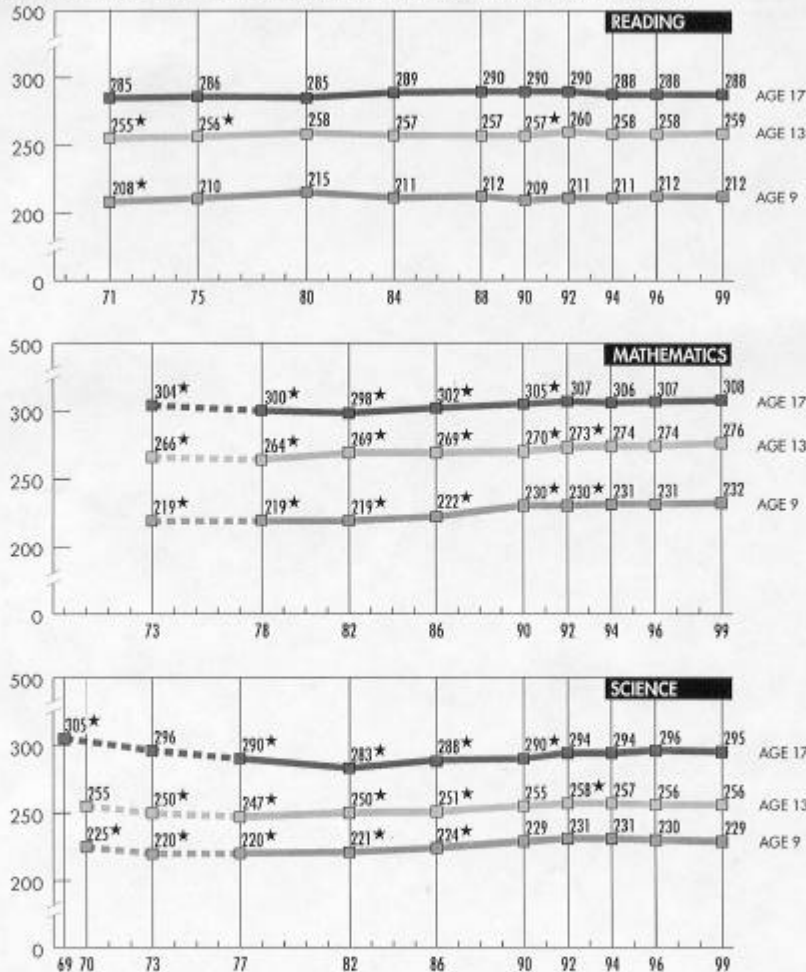 500
READING
300
285 286 285 289 290 290 290 288 288 288 AGE 17
255★ 256★ 258 257 257 257★ 260 258 258 259 AGE 13
250
208★ 210 215 211 212 209 211 211 212 212 AGE 9
200
0
71 75 80 84 88 90 92 94 96 99
500
MATHEMATICS
304★ 300★ 298★ 302★ 305★ 307 306 307 308 AGE 17
300
266★ 264★ 269★ 269★ 270★ 273★ 274 274 276 AGE 13
250
219★ 219★ 219★ 222★ 230★ 230★ 231 231 232 AGE 9
200
0
73 78 82 86 90 92 94 96 99
500
SCIENCE
305★ 296 290★ 283★ 288★ 290★ 294 294 296 295 AGE 17
300
255 250★ 247★ 250★ 251★ 255 258★ 257 256 256 AGE 13
250
225★ 220★ 220★ 221★ 224★ 229 231 231 230 229 AGE 9
200
0
69 70 73 77 82 86 90 92 94 96 99